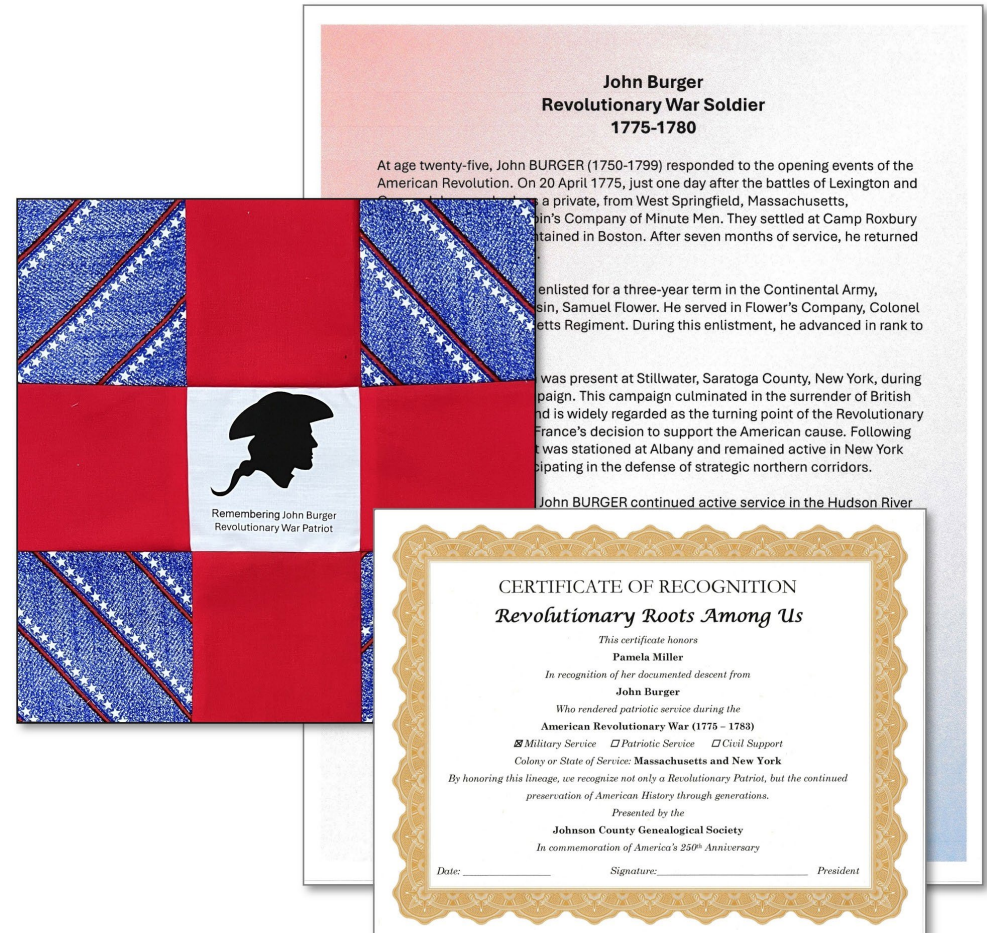 John Burger
Revolutionary War Soldier
1775-1780
At age twenty-five, John BURGER (1750-1799) responded to the opening events of the
American Revolution. On 20 April 1775, just one day after the battles of Lexington and
a private, from West Springfield, Massachusetts,
Company of Minute Men. They settled at Camp Roxbury
in Boston. After seven months of service, he returned
enlisted for a three-year term in the Continental Army,
Samuel Flower. He served in Flower's Company, Colonel
Regiment. During this enlistment, he advanced in rank to
was present at Stillwater, Saratoga County, New York, during
This campaign culminated in the surrender of British
is widely regarded as the turning point of the Revolutionary
France's decision to support the American cause. Following
was stationed at Albany and remained active in New York
in the defense of strategic northern corridors.
John BURGER continued active service in the Hudson River
Remembering John Burger
Revolutionary War Patriot
CERTIFICATE OF RECOGNITION
Revolutionary Roots Among Us
This certificate honors
Pamela Miller
In recognition of her documented descent from
John Burger
Who rendered patriotic service during the
American Revolutionary War (1775 – 1783)
☒ Military Service ☐ Patriotic Service ☐ Civil Support
Colony or State of Service: Massachusetts and New York
By honoring this lineage, we recognize not only a Revolutionary Patriot, but the continued
preservation of American History through generations.
Presented by the
Johnson County Genealogical Society
In commemoration of America's 250th Anniversary
Date: ________________ Signature:____________________________ President